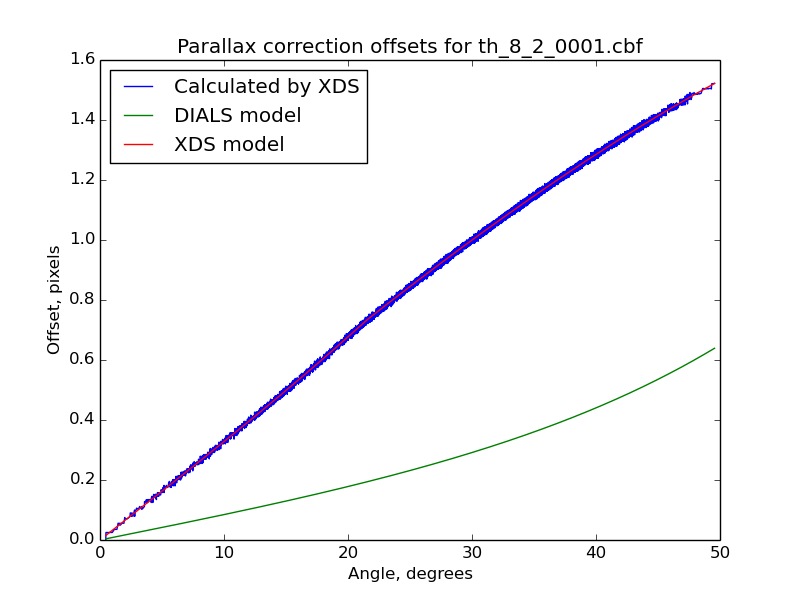 Parallax correction offsets for th_8_2_0001.cbf
1.6
1.4
1.2
1.0
0.8
0.6
0.4
0.2
0.0
Offset, pixels
Calculated by XDS
DIALS model
XDS model
0 10 20 30 40 50
Angle, degrees